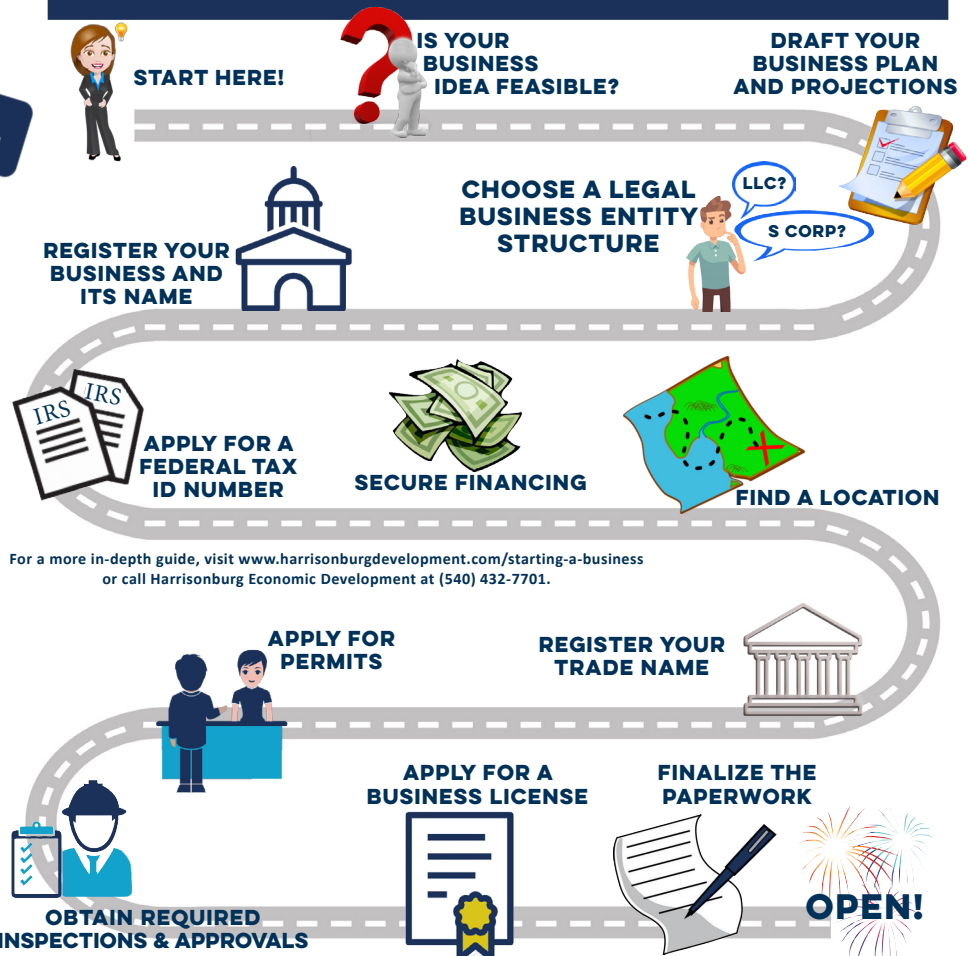 START HERE!
IS YOUR
BUSINESS
IDEA FEASIBLE?
DRAFT YOUR
BUSINESS PLAN
AND PROJECTIONS
CHOOSE A LEGAL
BUSINESS ENTITY
STRUCTURE
LLC?
S CORP?
REGISTER YOUR
BUSINESS AND
ITS NAME
IRS
IRS
APPLY FOR A
FEDERAL TAX
ID NUMBER
SECURE FINANCING
FIND A LOCATION
For a more in-depth guide, visit www.harrisonburgdevelopment.com/starting-a-business
or call Harrisonburg Economic Development at (540) 432-7701.
REGISTER YOUR
TRADE NAME
APPLY FOR
PERMITS
OBTAIN REQUIRED
INSPECTIONS & APPROVALS
APPLY FOR A
BUSINESS LICENSE
FINALIZE THE
PAPERWORK
OPEN!